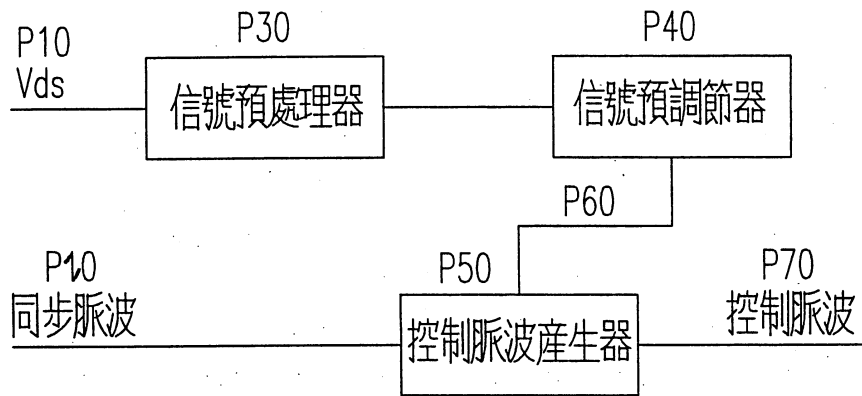 P10
Vds
P30
信號預處理器
P40
信號預調節器
P60
P10
同步脈波
P50
控制脈波産生器
P70
控制脈波